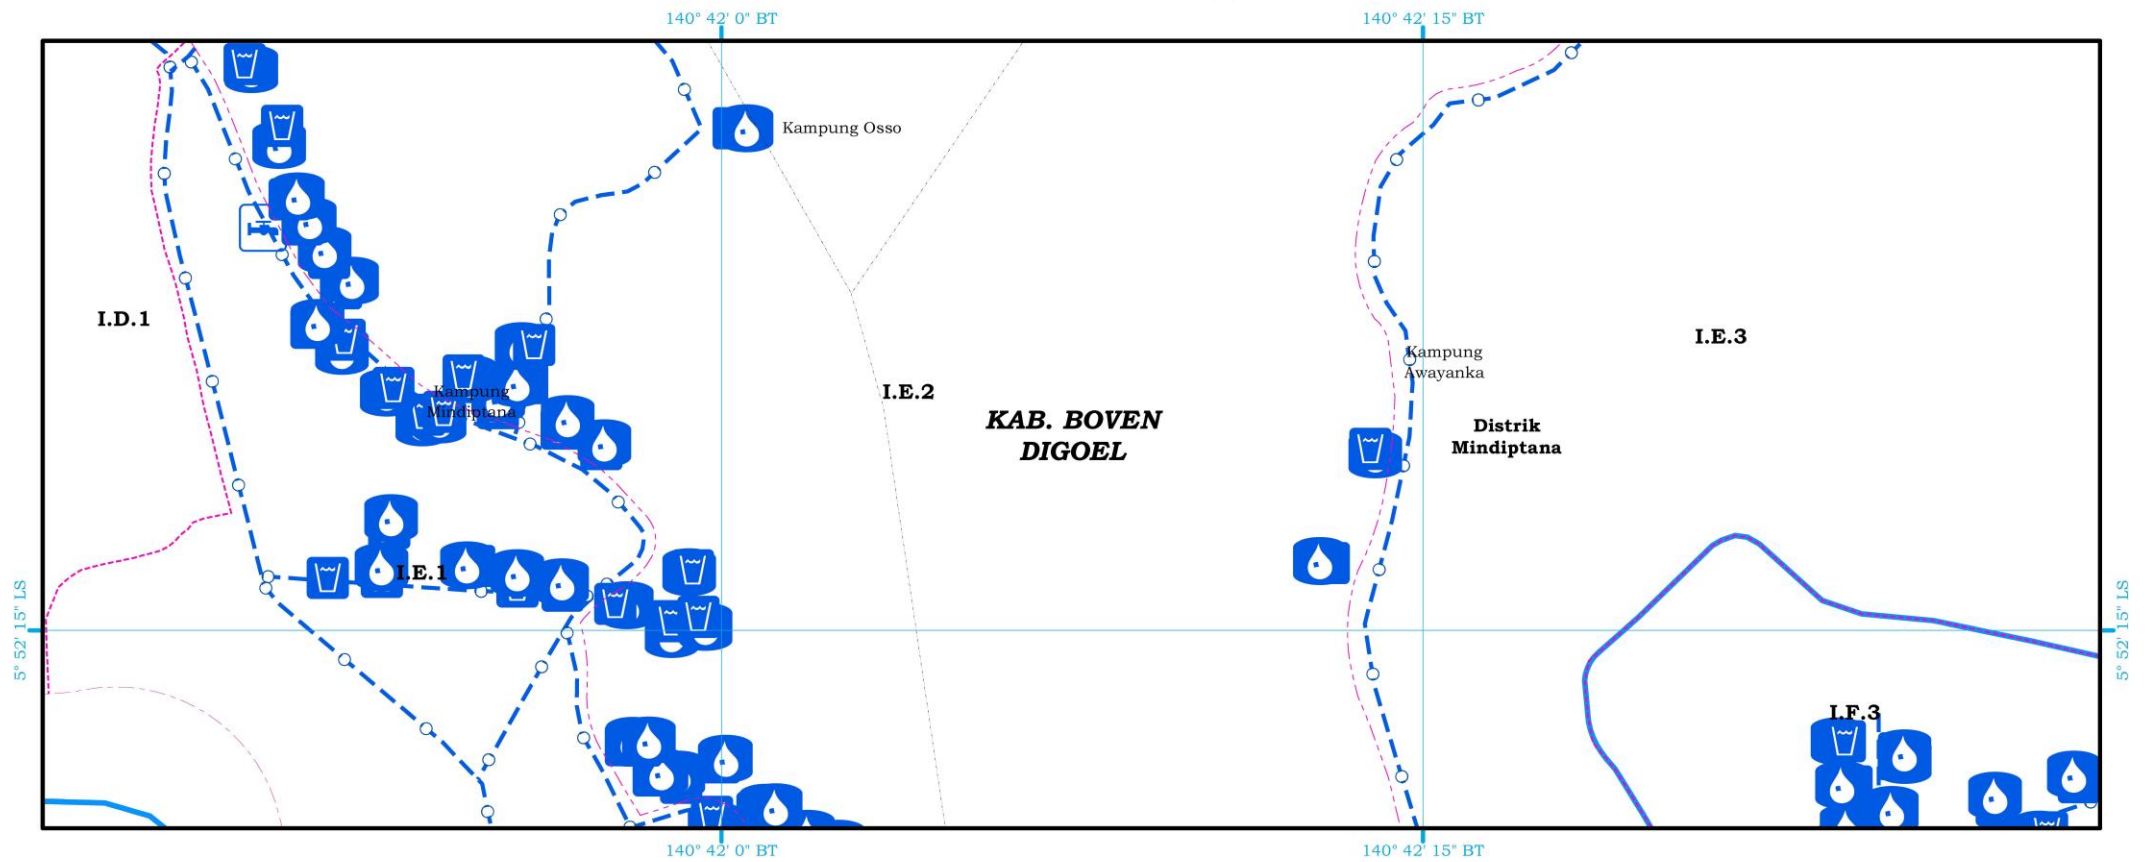 140° 42' 0" BT
140° 42' 15" BT
Kampung Osso
I.D.1
I.E.3
Kampung
Awayanka
Kampung
Mindiptana
I.E.2
KAB. BOVEN
DIGOEL
Distrik
Mindiptana
I.E.1
5° 52' 15" LS
5° 52' 15" LS
I.F.3
140° 42' 0" BT
140° 42' 15" BT